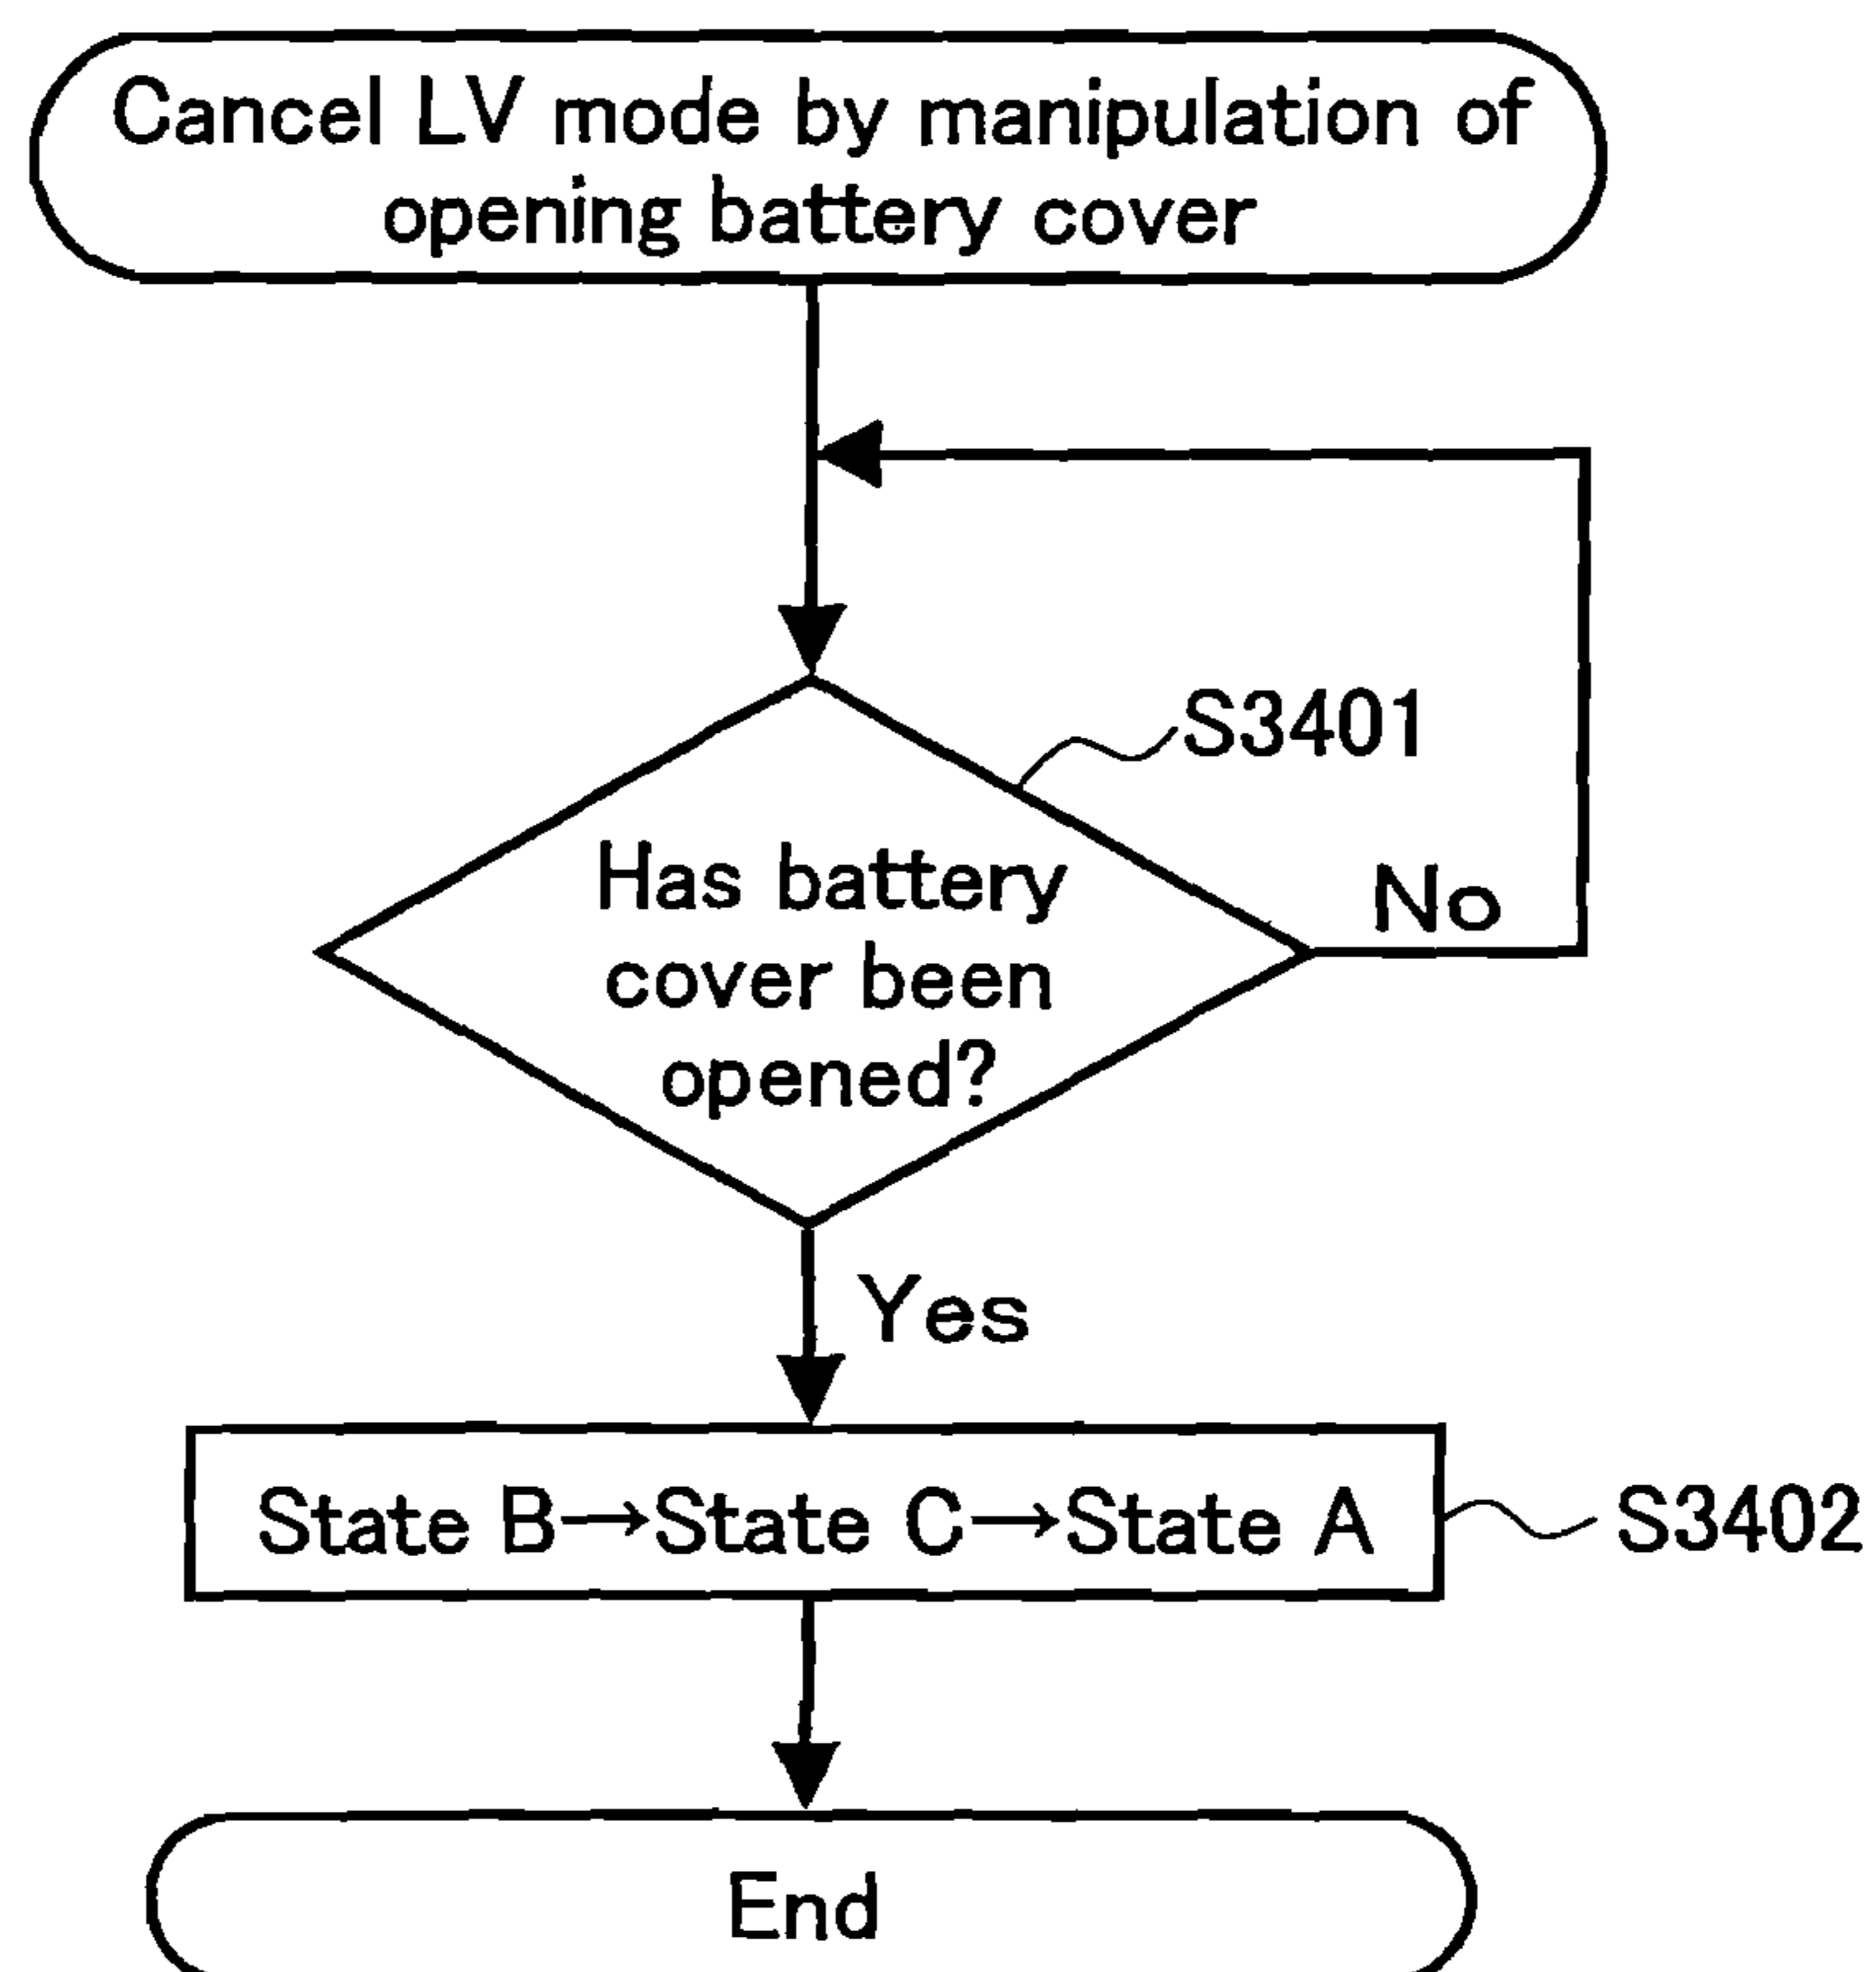 Cancel LV mode by manipulation of
opening battery cover
S3401
Has battery
cover been
opened?
No
Yes
State B→State C→State A
S3402
End